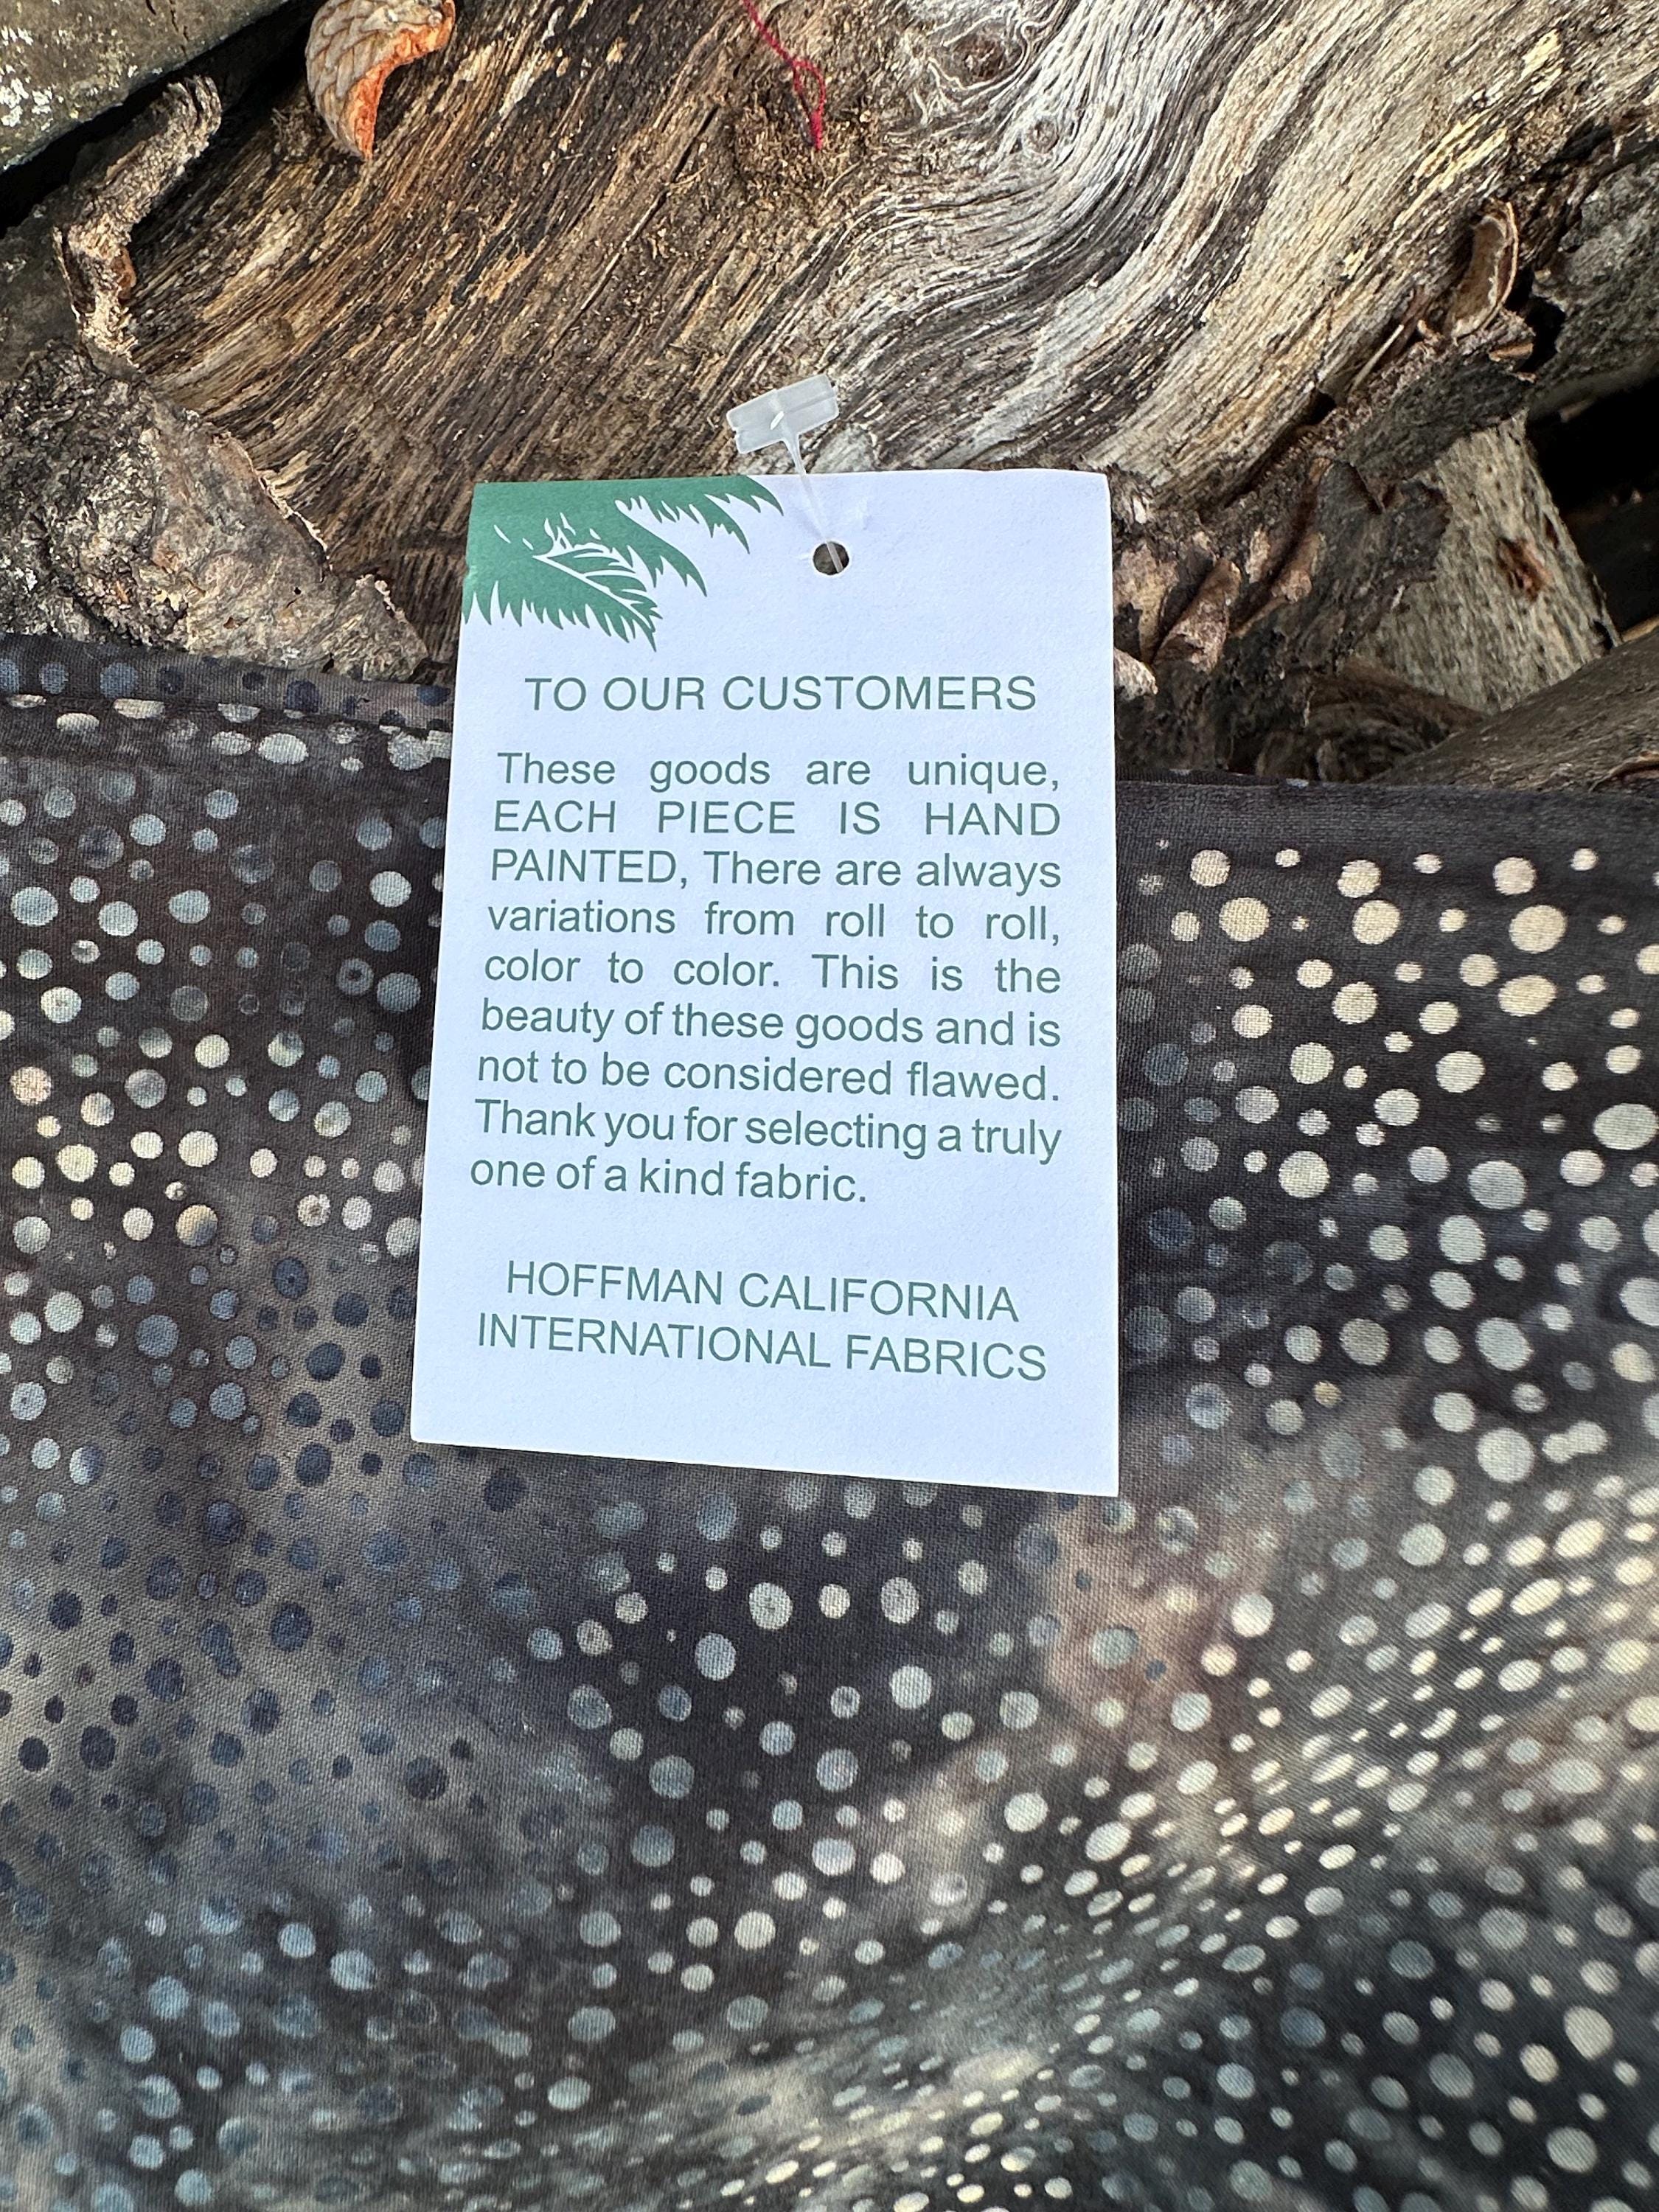 TO OUR CUSTOMERS
These goods are unique,
EACH PIECE IS HAND
PAINTED, There are always
variations from roll to roll,
color to color. This is the
beauty of these goods and is
not to be considered flawed.
Thank you for selecting a truly
one of a kind fabric.
HOFFMAN CALIFORNIA
INTERNATIONAL FABRICS